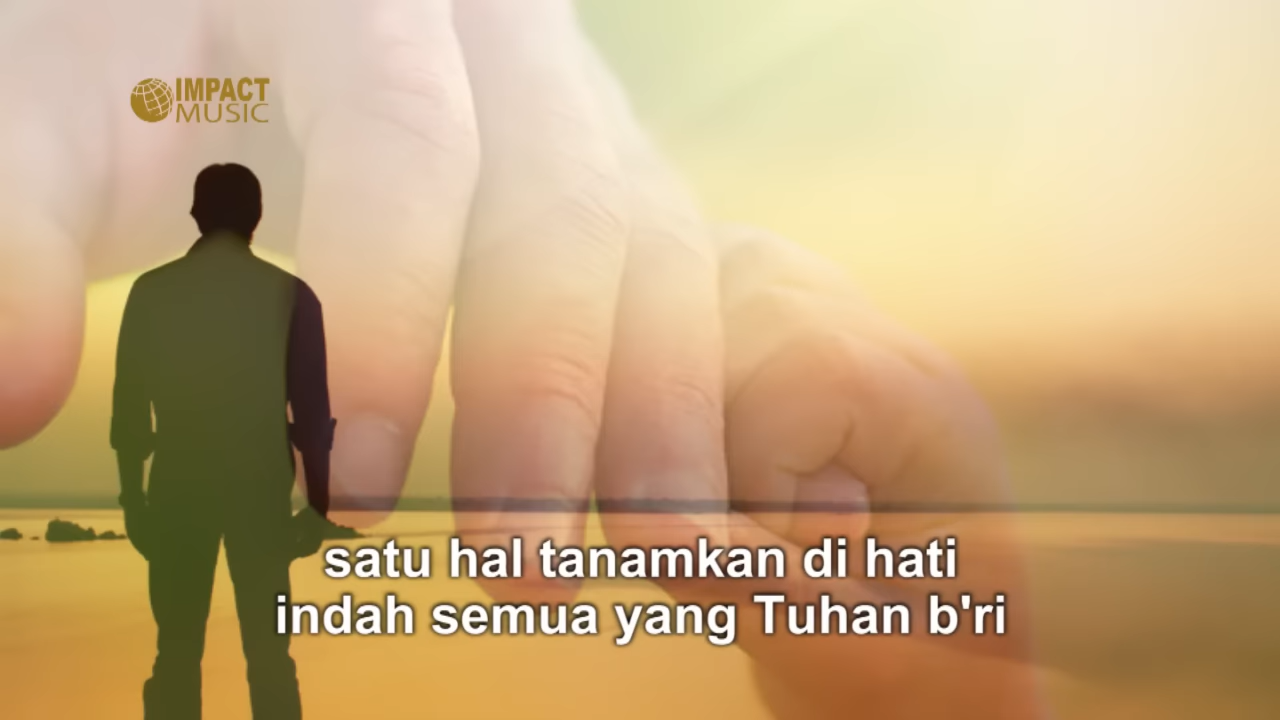 IMPACT
MUSIC
satu hal tanamkan di hati
indah semua yang Tuhan b'ri